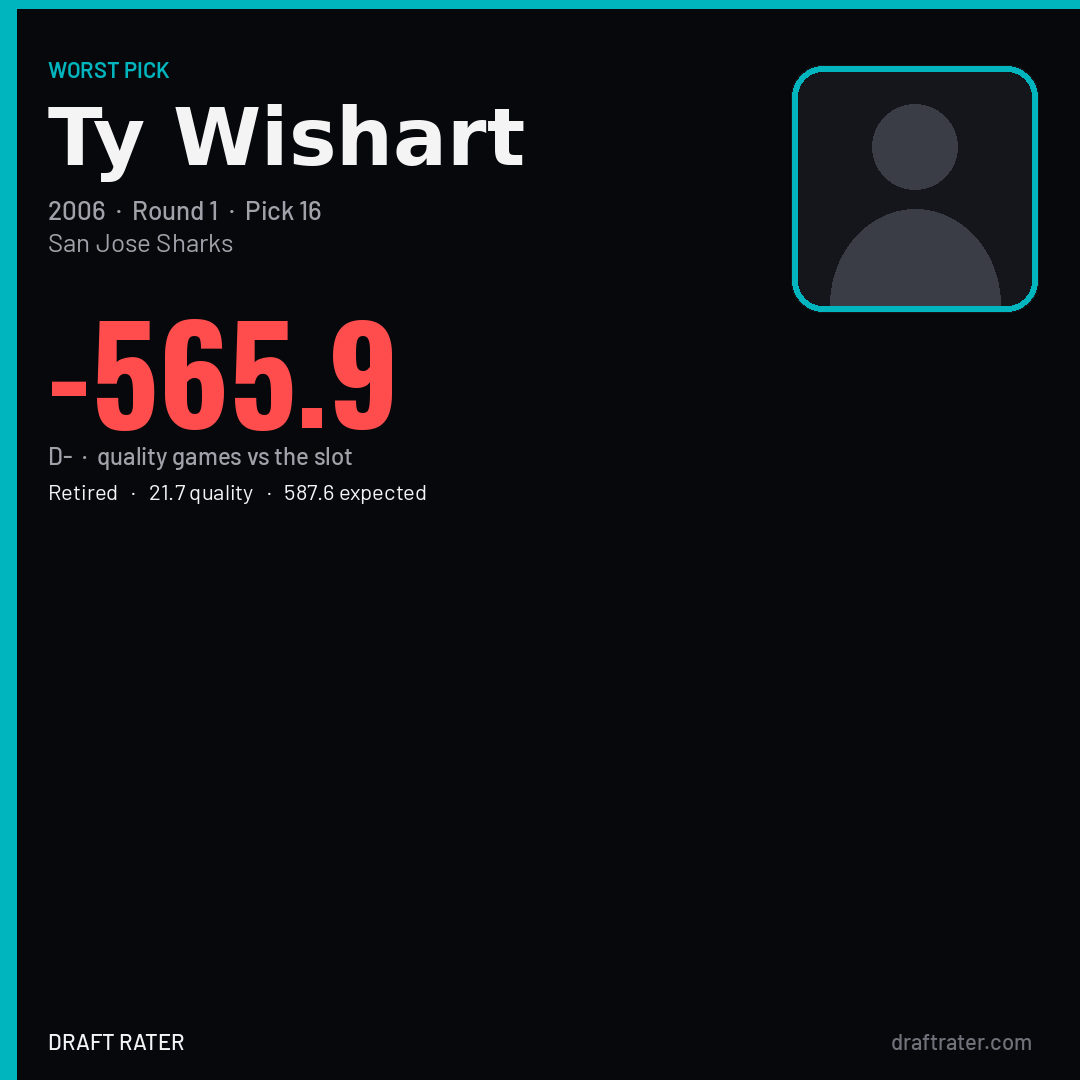 WORST PICK
Ty Wishart
2006 · Round 1 · Pick 16
San Jose Sharks
-565.9
D- · quality games vs the slot
Retired · 21.7 quality · 587.6 expected
DRAFT RATER
draftrater.com